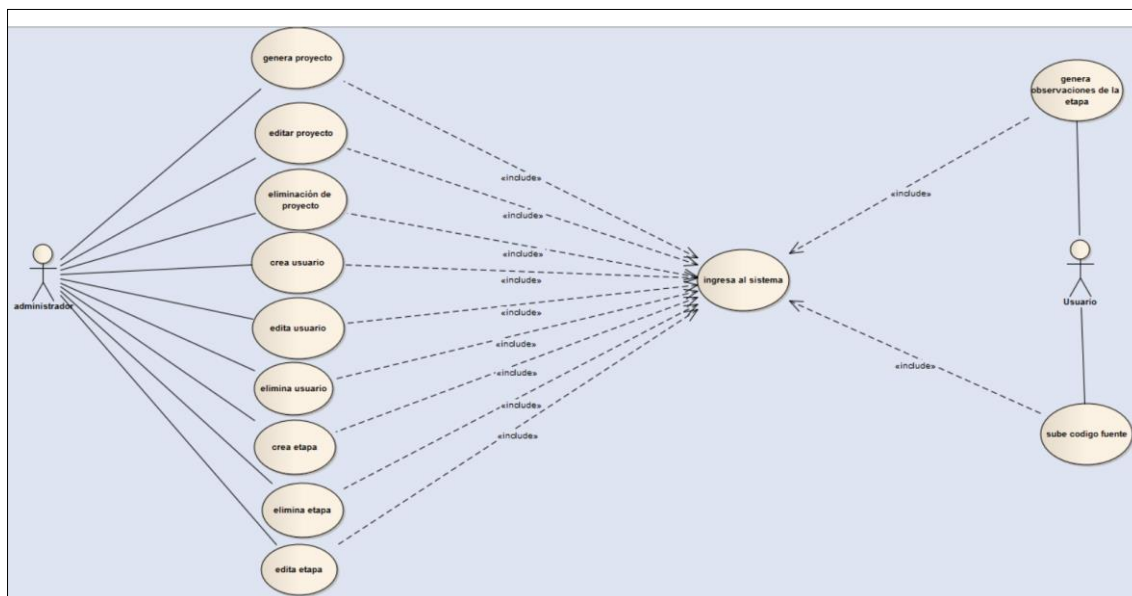 genera proyecto
editar proyecto
eliminación de
proyecto
crea usuario
edita usuario
elimina usuario
crea etapa
elimina etapa
edita etapa
administrador
«include»
«include»
«include»
«include»
«include»
«include»
«include»
«include»
«include»
ingresa al sistema
«include»
«include»
genera
observaciones de la
etapa
Usuario
sube codigo fuente